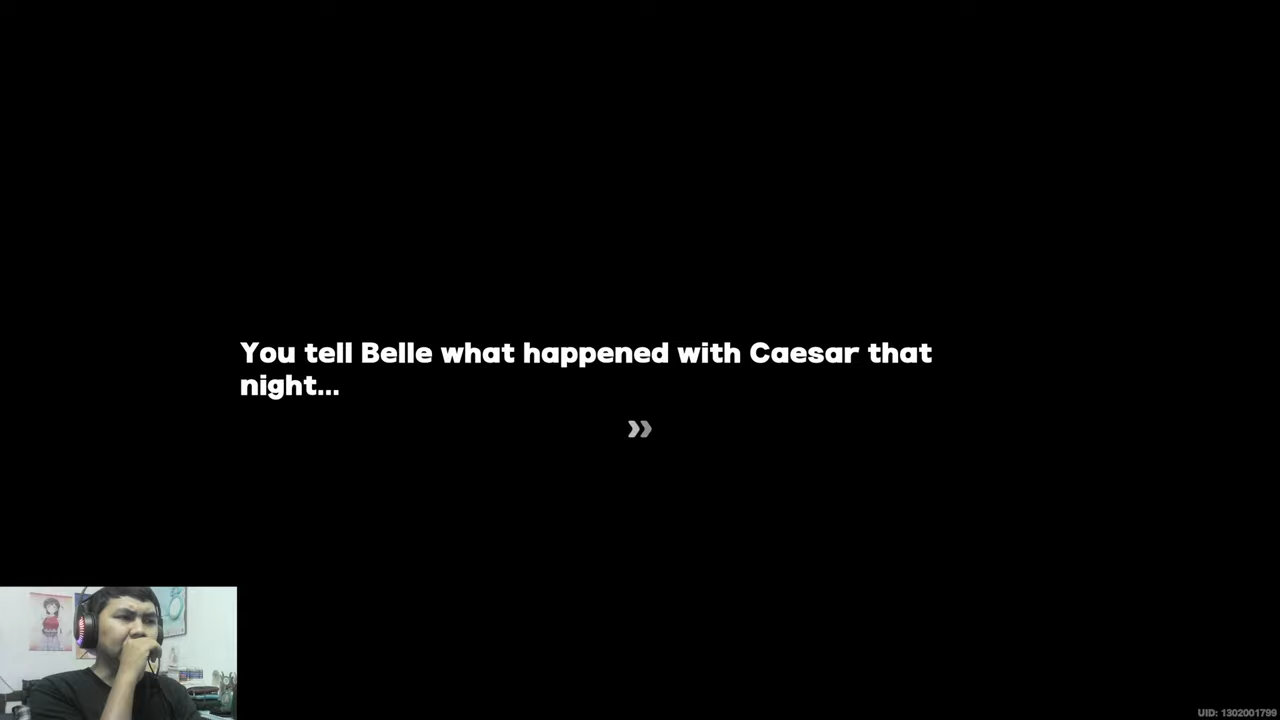 You tell Belle what happened with Caesar that
night...
UID: 1302001799